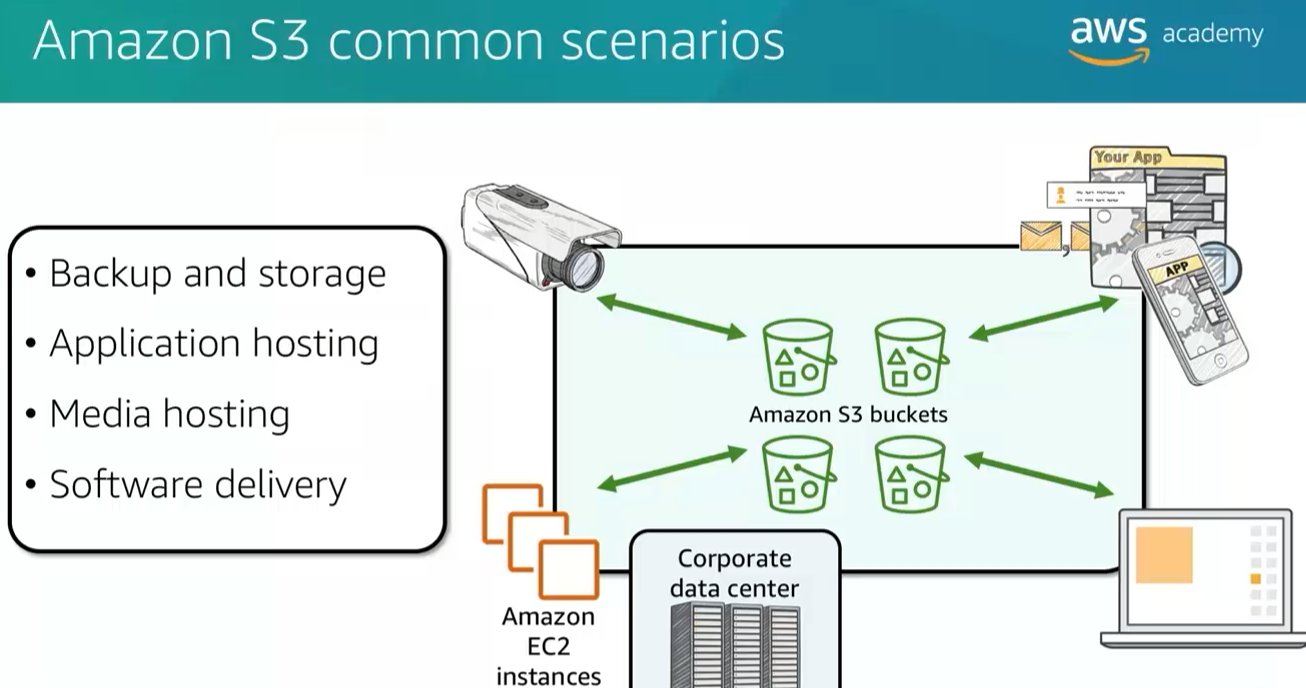 Amazon S3 common scenarios
aws academy
Your App
• Backup and storage
• Application hosting
• Media hosting
• Software delivery
APP
Amazon S3 buckets
Corporate
data center
Amazon
EC2
instances